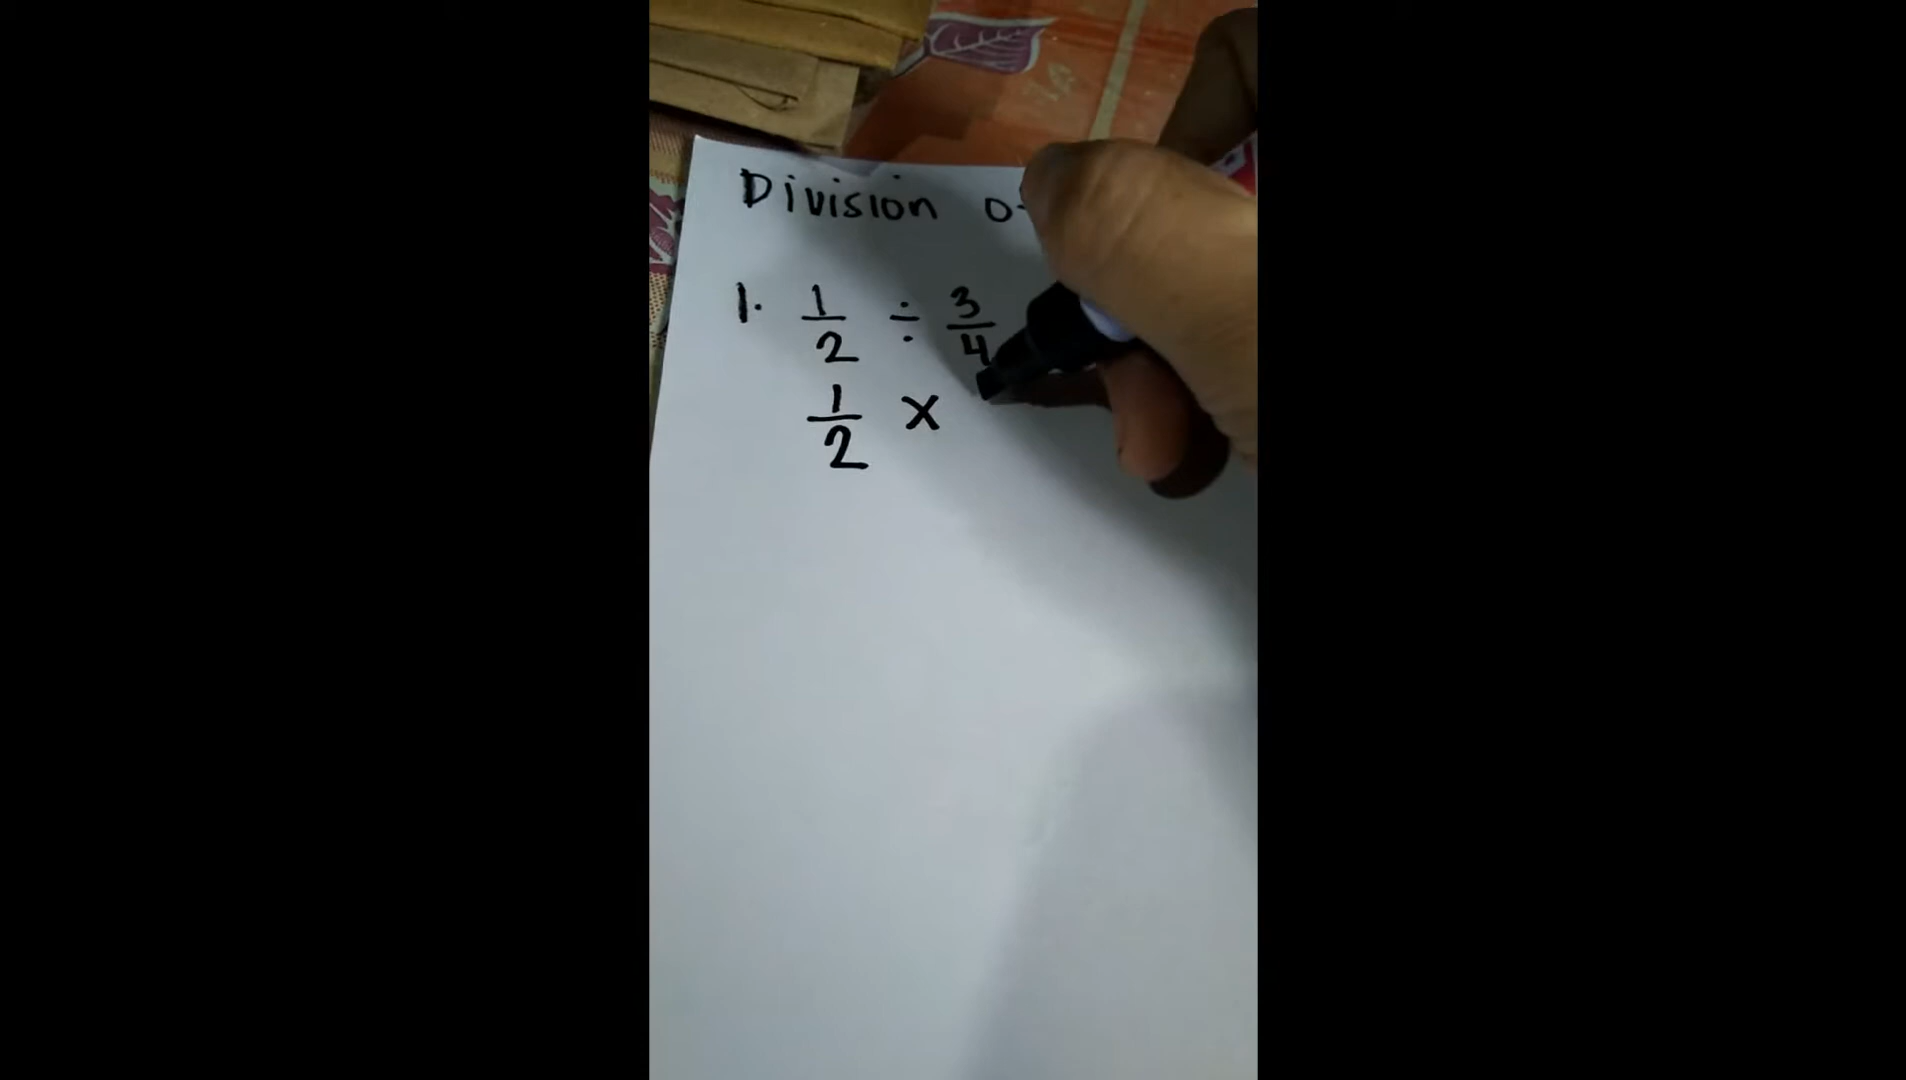 Division
1. 1/2 ÷ 3/4
1/2 x